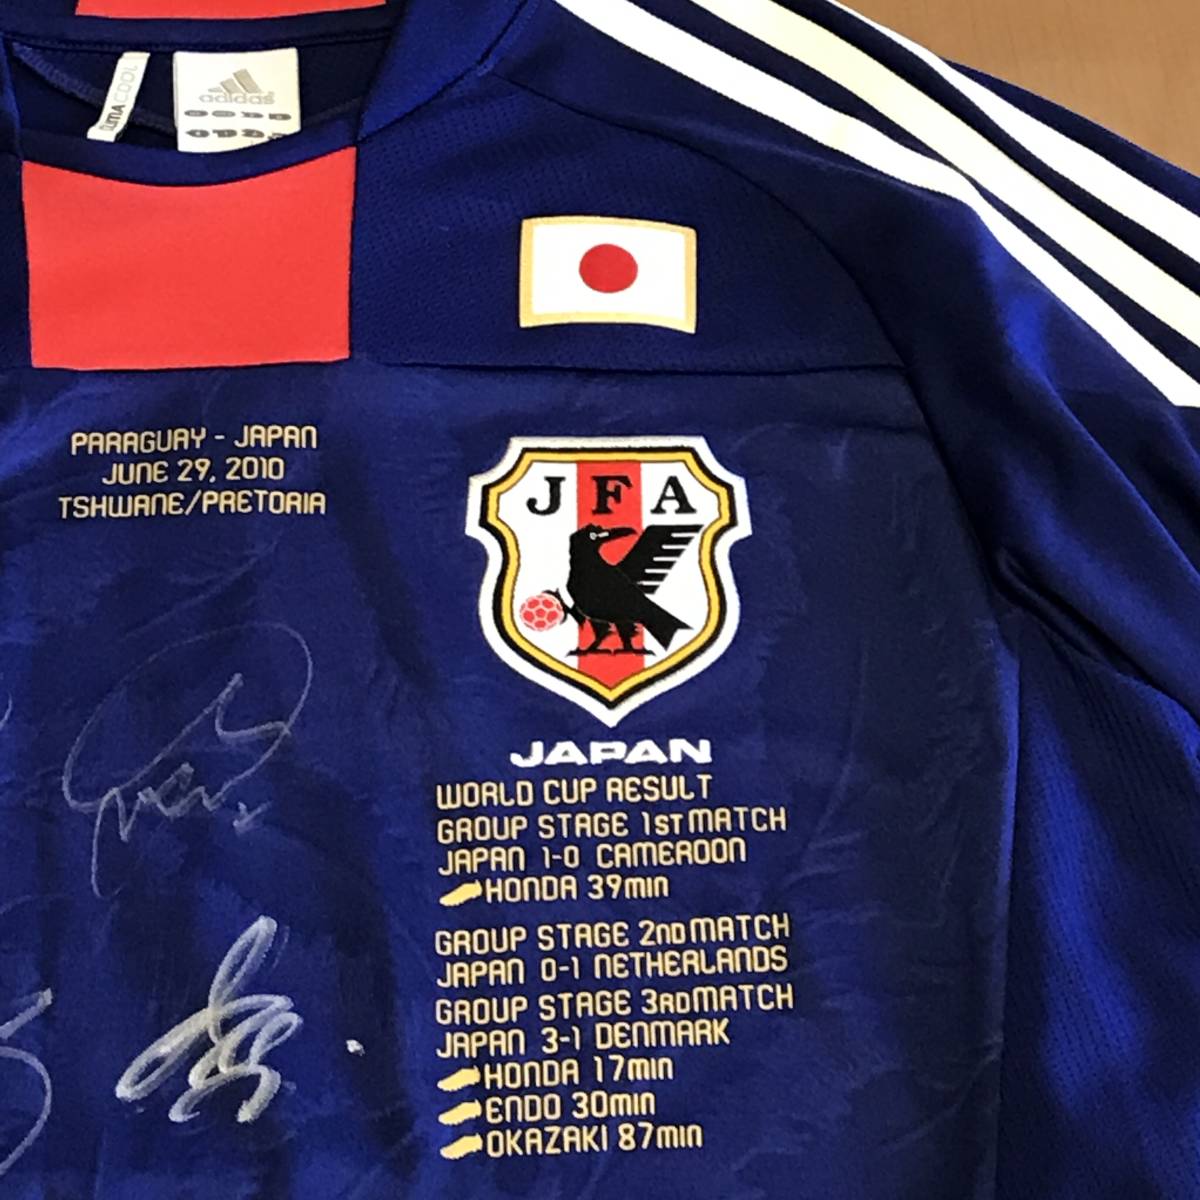 CLIMACOOL
adidas
PARAGUAY - JAPAN
JUNE 29, 2010
TSHWANE/PRETORIA
JFA
JAPAN
WORLD CUP RESULT
GROUP STAGE 1ST MATCH
JAPAN 1-0 CAMEROON
HONDA 39min
GROUP STAGE 2ND MATCH
JAPAN 0-1 NETHERLANDS
GROUP STAGE 3RD MATCH
JAPAN 3-1 DENMARK
HONDA 17min
ENDO 30min
OKAZAKI 87min